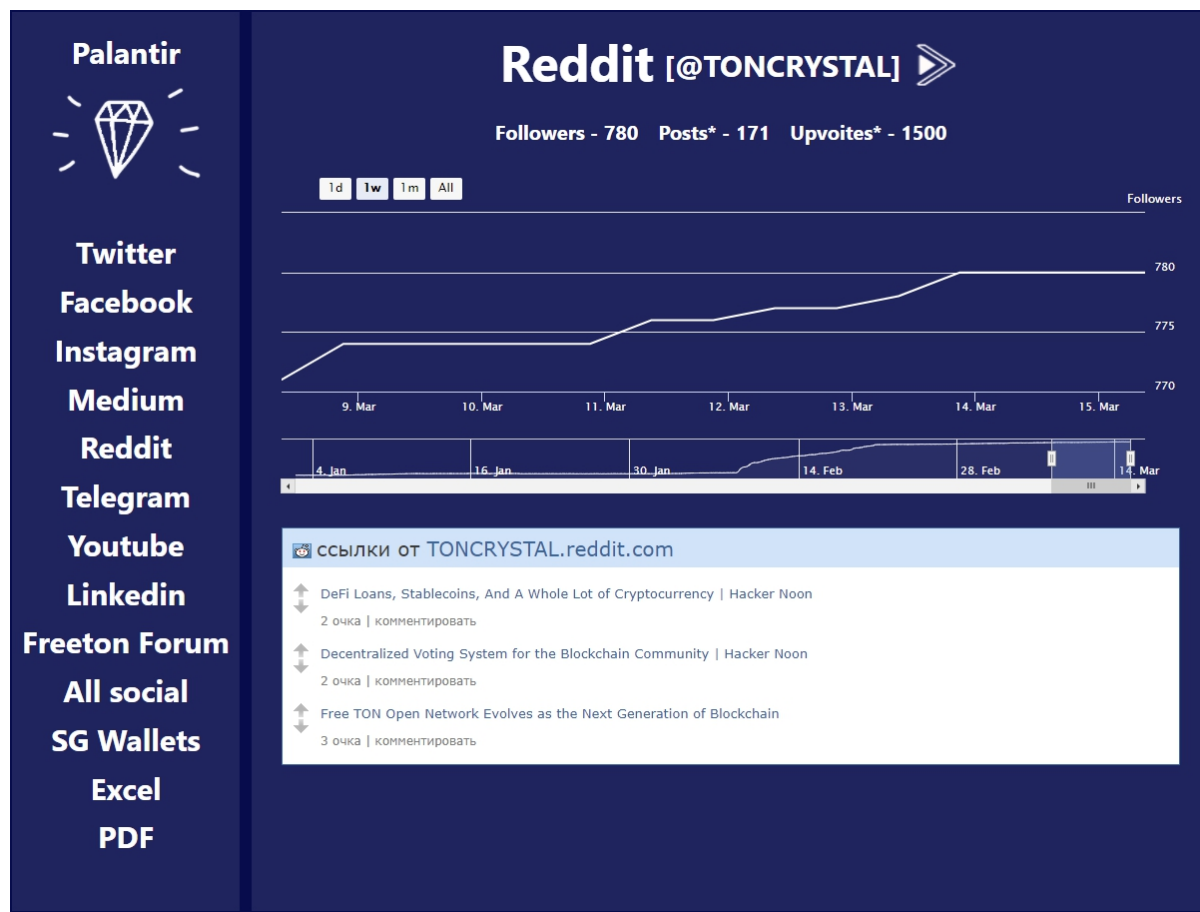 Palantir
Twitter
Facebook
Instagram
Medium
Reddit
Telegram
Youtube
Linkedin
Freeton Forum
All social
SG Wallets
Excel
PDF
Reddit [@TONCRYSTAL]
Followers - 780 Posts* - 171 Upvoites* - 1500
1d 1w 1m All
Followers
780
775
770
9. Mar 10. Mar 11. Mar 12. Mar 13. Mar 14. Mar 15. Mar
4. Jan 16. Jan 30. Jan 14. Feb 28. Feb 14. Mar
ссылки от TONCRYSTAL.reddit.com
DeFi Loans, Stablecoins, And A Whole Lot of Cryptocurrency | Hacker Noon
2 очка | комментировать
Decentralized Voting System for the Blockchain Community | Hacker Noon
2 очка | комментировать
Free TON Open Network Evolves as the Next Generation of Blockchain
3 очка | комментировать